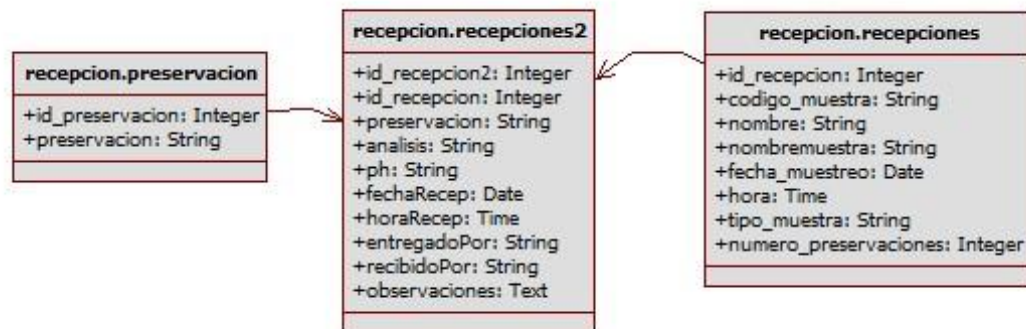 recepcion.preservacion
+id_preservacion: Integer
+preservacion: String
recepcion.recepciones2
+id_recepcion2: Integer
+id_recepcion: Integer
+preservacion: String
+analisis: String
+ph: String
+fechaRecep: Date
+horaRecep: Time
+entregadoPor: String
+recibidoPor: String
+observaciones: Text
recepcion.recepciones
+id_recepcion: Integer
+codigo_muestra: String
+nombre: String
+nombremuestra: String
+fecha_muestreo: Date
+hora: Time
+tipo_muestra: String
+numero_preservaciones: Integer